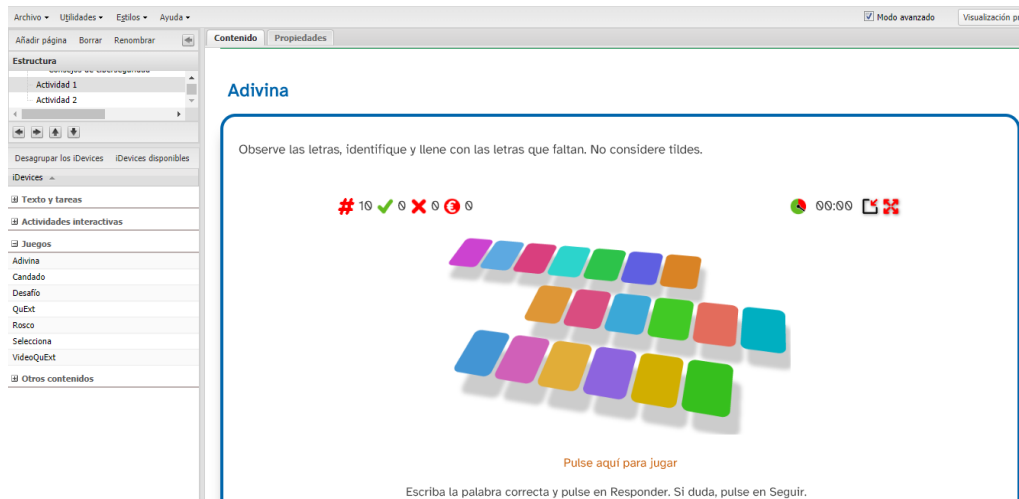 Archivo Utilidades Estilos Ayuda
Modo avanzado
Visualización
Añadir página Borrar Renombrar
Contenido Propiedades
Estructura
Actividad 1
Actividad 2
Desagrupar los iDevices iDevices disponibles
iDevices
Texto y tareas
Actividades interactivas
Juegos
Adivina
Candado
Desafío
QuExt
Rosco
Selecciona
VideoQuExt
Otros contenidos
Adivina
Observe las letras, identifique y llene con las letras que faltan. No considere tildes.
10 0 0 0
00:00
Pulse aquí para jugar
Escriba la palabra correcta y pulse en Responder. Si duda, pulse en Seguir.